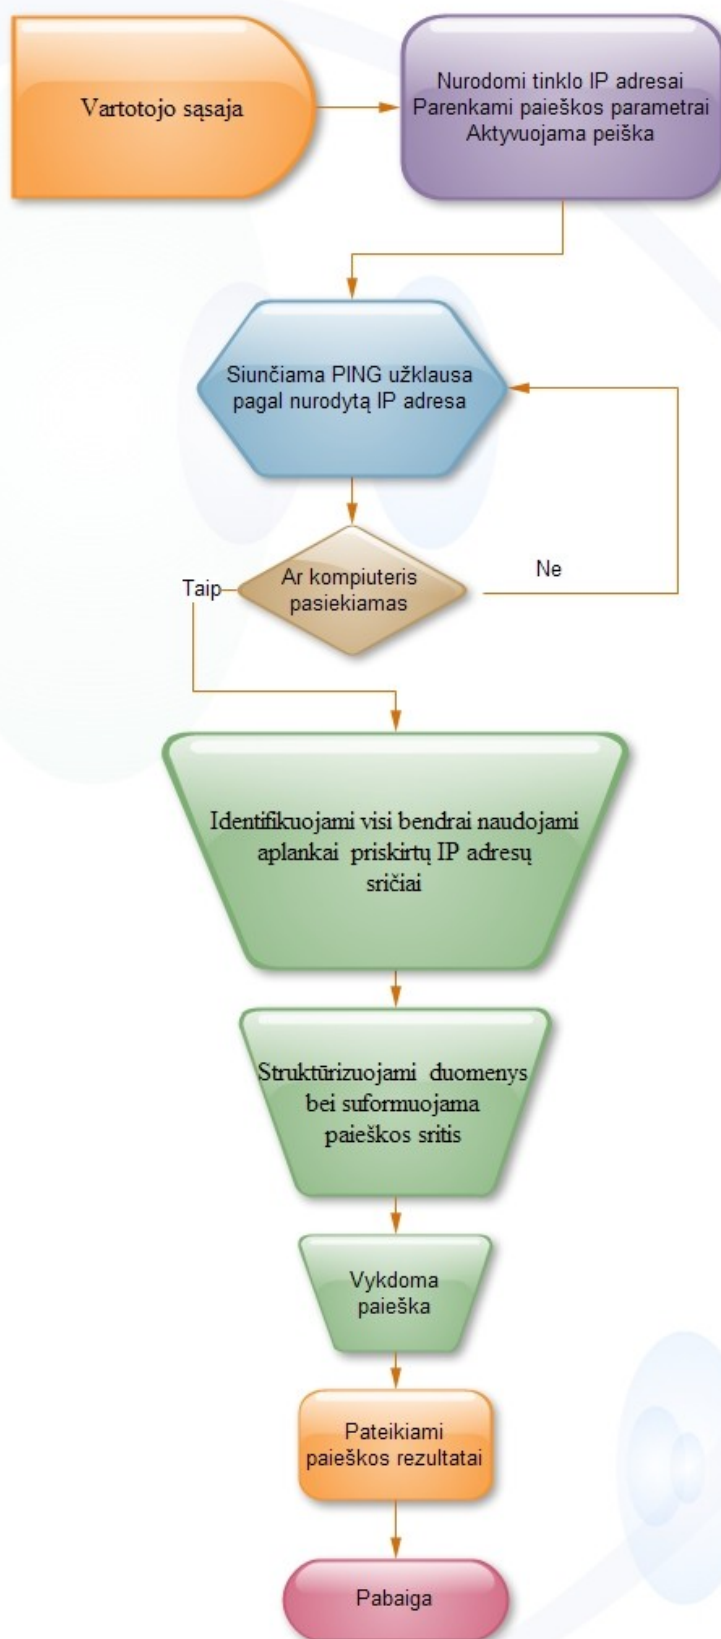 Vartotojo sąsaja
Nurodomi tinklo IP adresai
Parenkami paieškos parametrai
Aktyvuojama peiška
Siunčiama PING užklausa
pagal nurodytą IP adresa
Ar kompiuteris
pasiekiamas
Taip
Ne
Identifikuojami visi bendrai naudojami
aplankai priskirtų IP adresų
sričiai
Struktūrizuojami duomenys
bei suformuojama
paieškos sritis
Vykdoma
paieška
Pateikiami
paieškos rezultatai
Pabaiga